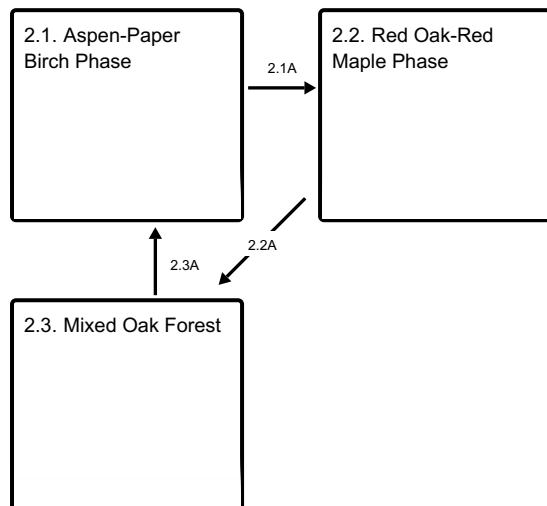 2.1. Aspen-Paper
Birch Phase
2.1A
2.2. Red Oak-Red
Maple Phase
2.2A
2.3A
2.3. Mixed Oak Forest